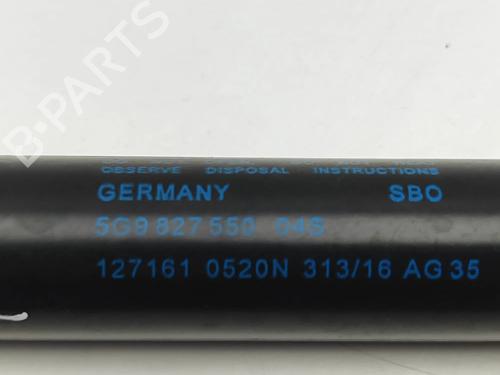 OBSERVE DISPOSAL INSTRUCTIONS
GERMANY SBO
5G9 827 550 04S
127161 0520N 313/16 AG 35
B-PARTS